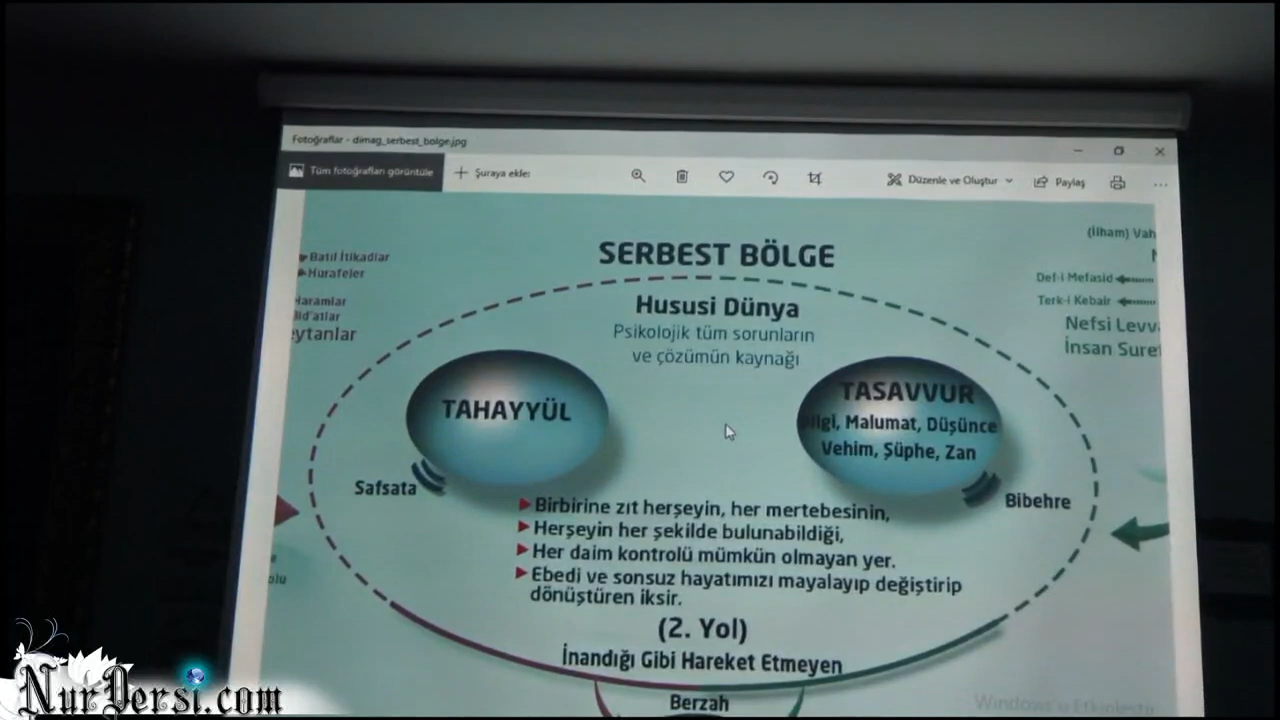 Fotoğraflar - dimag_serbest_bolge.jpg
Tüm fotoğrafları görüntüle
Şuraya ekle:
Düzenle ve Oluştur
Paylaş
SERBEST BÖLGE
Hususi Dünya
Psikolojik tüm sorunların
ve çözümün kaynağı
Batıl İtikadlar
Hurafeler
Haramlar
Bid'atlar
(İlham)
Def-i Mefasid
Terk-i Kebair
Nefsi
İnsan
TAHAYYÜL
Safsata
TASAVVUR
Bilgi, Malumat, Düşünce
Vehim, Şüphe, Zan
Bibehre
Birbirine zıt herşeyin, her mertebesinin,
Herşeyin her şekilde bulunabildiği,
Her daim kontrolü mümkün olmayan yer.
Ebedi ve sonsuz hayatımızı mayalayıp değiştirip
dönüştüren iksir.
(2. Yol)
İnandığı Gibi Hareket Etmeyen
Berzah
Windows'u Etkinleştir
NurDersi.com